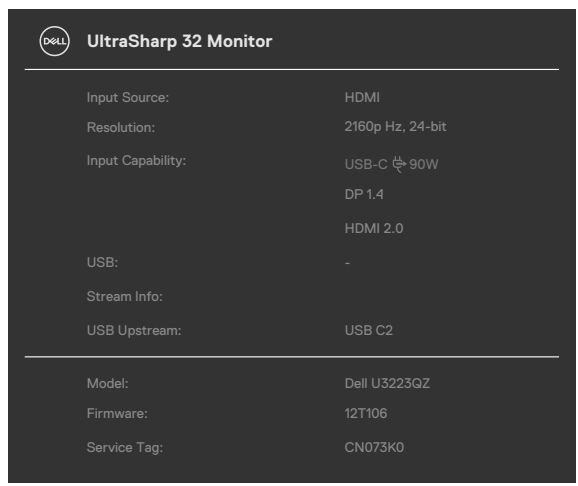 DELL UltraSharp 32 Monitor
Input Source: HDMI
Resolution: 2160p Hz, 24-bit
Input Capability: USB-C 90W
DP 1.4
HDMI 2.0
USB: -
Stream Info:
USB Upstream: USB C2
Model: Dell U3223QZ
Firmware: 12T106
Service Tag: CN073K0